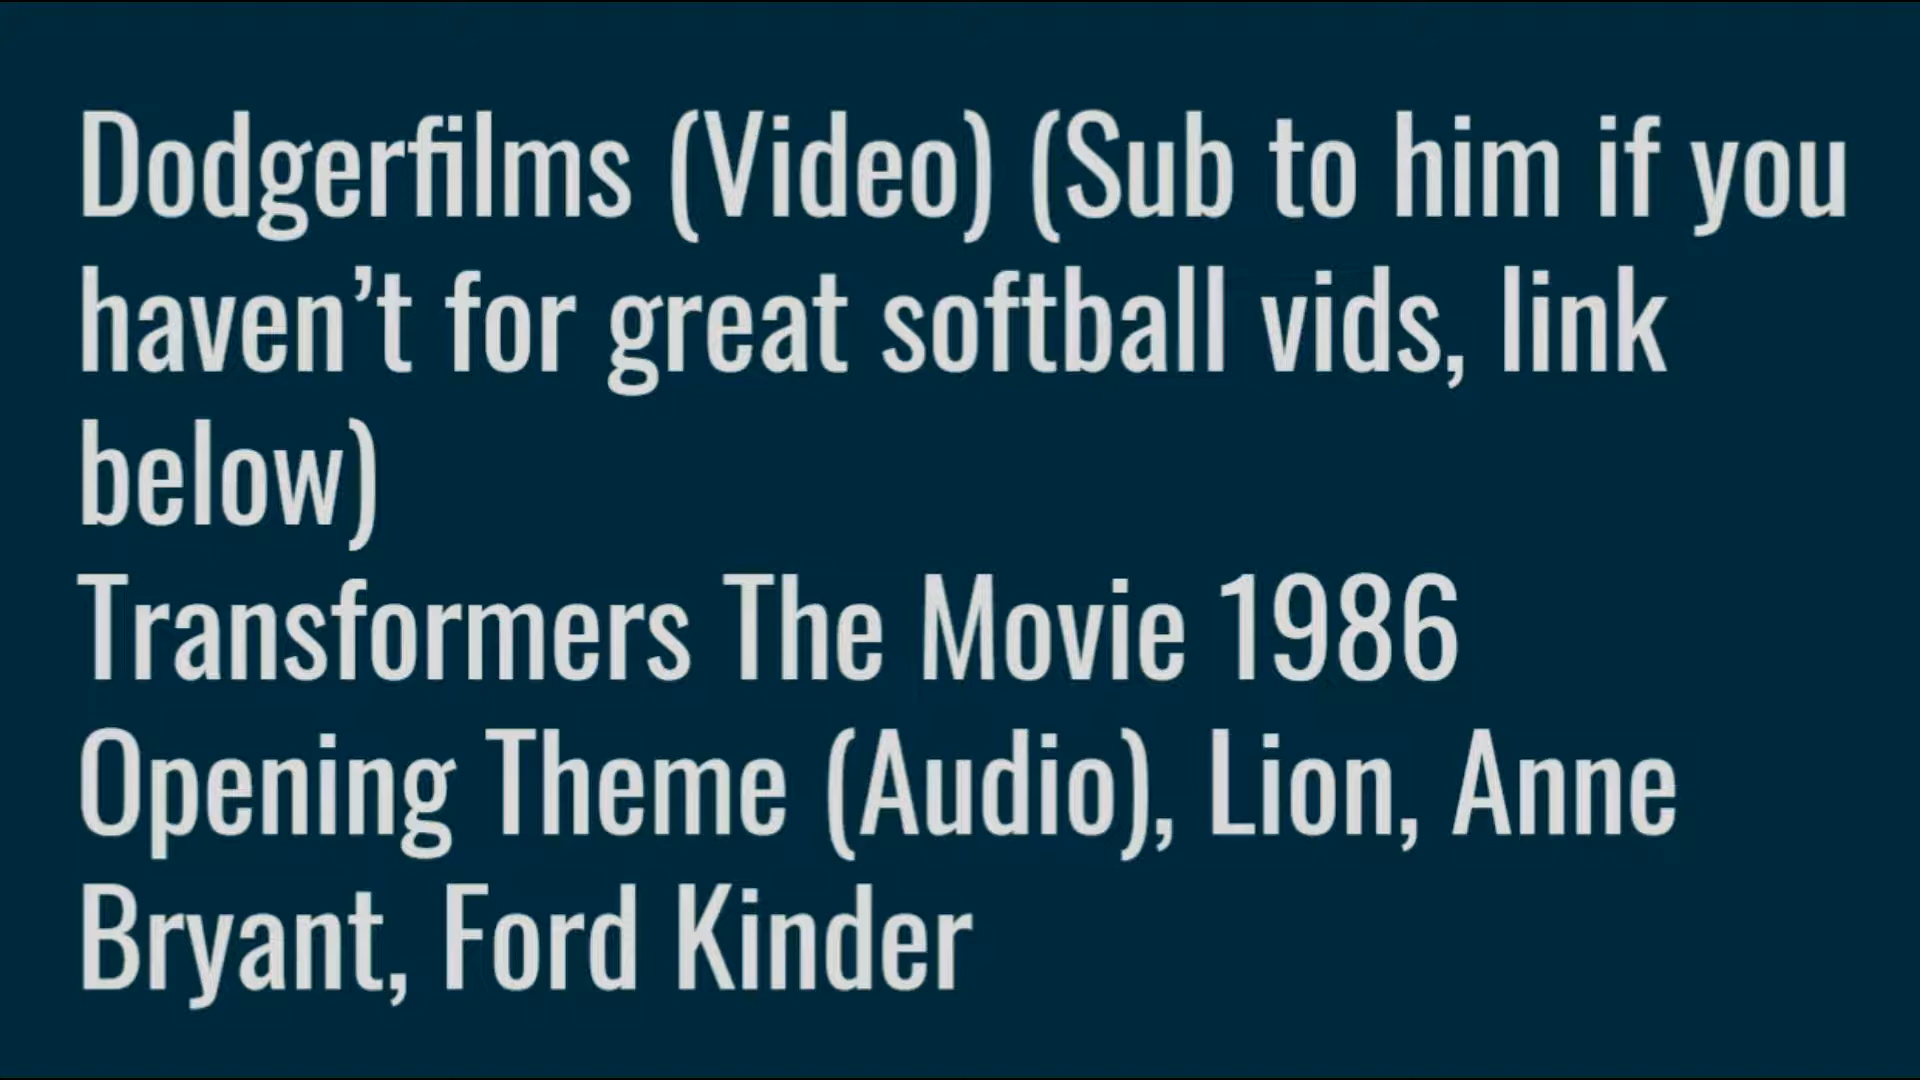 Dodgerfilms (Video) (Sub to him if you
haven’t for great softball vids, link
below)
Transformers The Movie 1986
Opening Theme (Audio), Lion, Anne
Bryant, Ford Kinder